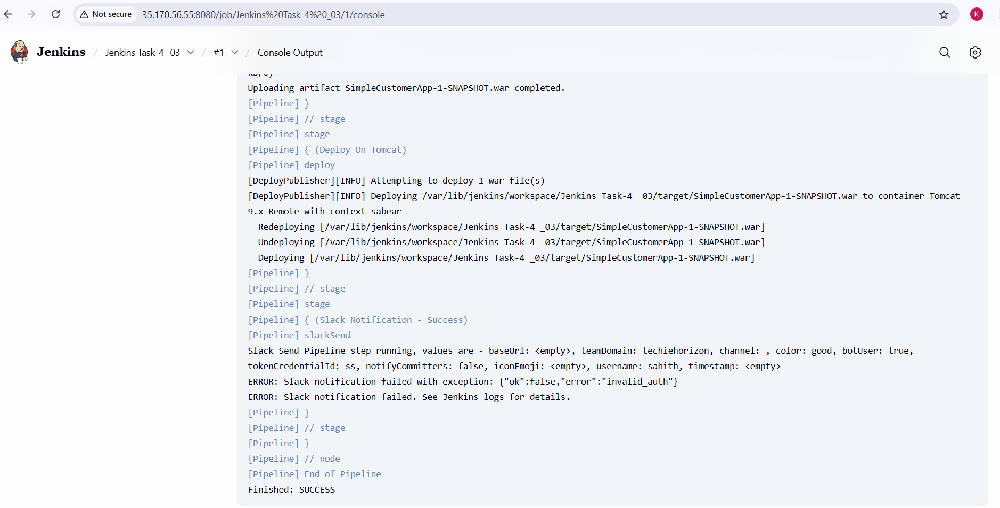 Not secure 35.170.56.55:8080/job/Jenkins%20Task-4%20_03/1/console K
Jenkins / Jenkins Task-4 _03 / #1 / Console Output
Uploading artifact SimpleCustomerApp-1-SNAPSHOT.war completed.
[Pipeline] }
[Pipeline] // stage
[Pipeline] stage
[Pipeline] { (Deploy On Tomcat)
[Pipeline] deploy
[DeployPublisher][INFO] Attempting to deploy 1 war file(s)
[DeployPublisher][INFO] Deploying /var/lib/jenkins/workspace/Jenkins Task-4 _03/target/SimpleCustomerApp-1-SNAPSHOT.war to container Tomcat
9.x Remote with context sabear
Redeploying [/var/lib/jenkins/workspace/Jenkins Task-4 _03/target/SimpleCustomerApp-1-SNAPSHOT.war]
Undeploying [/var/lib/jenkins/workspace/Jenkins Task-4 _03/target/SimpleCustomerApp-1-SNAPSHOT.war]
Deploying [/var/lib/jenkins/workspace/Jenkins Task-4 _03/target/SimpleCustomerApp-1-SNAPSHOT.war]
[Pipeline] }
[Pipeline] // stage
[Pipeline] stage
[Pipeline] { (Slack Notification - Success)
[Pipeline] slackSend
Slack Send Pipeline step running, values are - baseUrl: <empty>, teamDomain: techiehorizon, channel: , color: good, botUser: true,
tokenCredentialId: ss, notifyCommitters: false, iconEmoji: <empty>, username: sahith, timestamp: <empty>
ERROR: Slack notification failed with exception: {"ok":false,"error":"invalid_auth"}
ERROR: Slack notification failed. See Jenkins logs for details.
[Pipeline] }
[Pipeline] // stage
[Pipeline] }
[Pipeline] // node
[Pipeline] End of Pipeline
Finished: SUCCESS